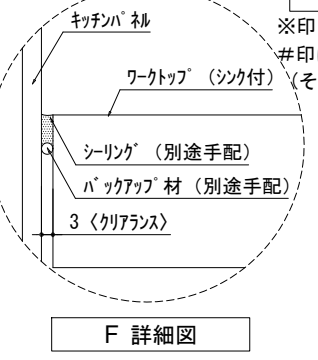 キッチンパネル
※印
#印
ワークトップ（シンク付）
(そ
シーリング（別途手配）
バックアップ材（別途手配）
3〈クリアランス〉
F 詳細図